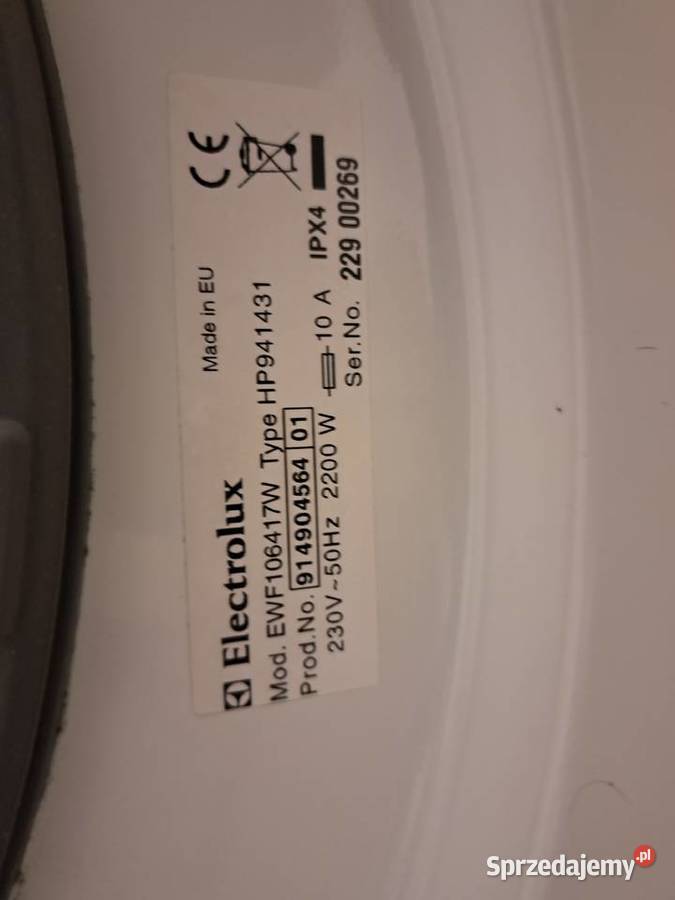 Electrolux
Made in EU
CE
Mod. EWF106417W Type HP941431
Prod.No. 914904564 01
230V~50Hz 2200 W 10 A IPX4
Ser.No. 229 00269
Sprzedajemy.pl